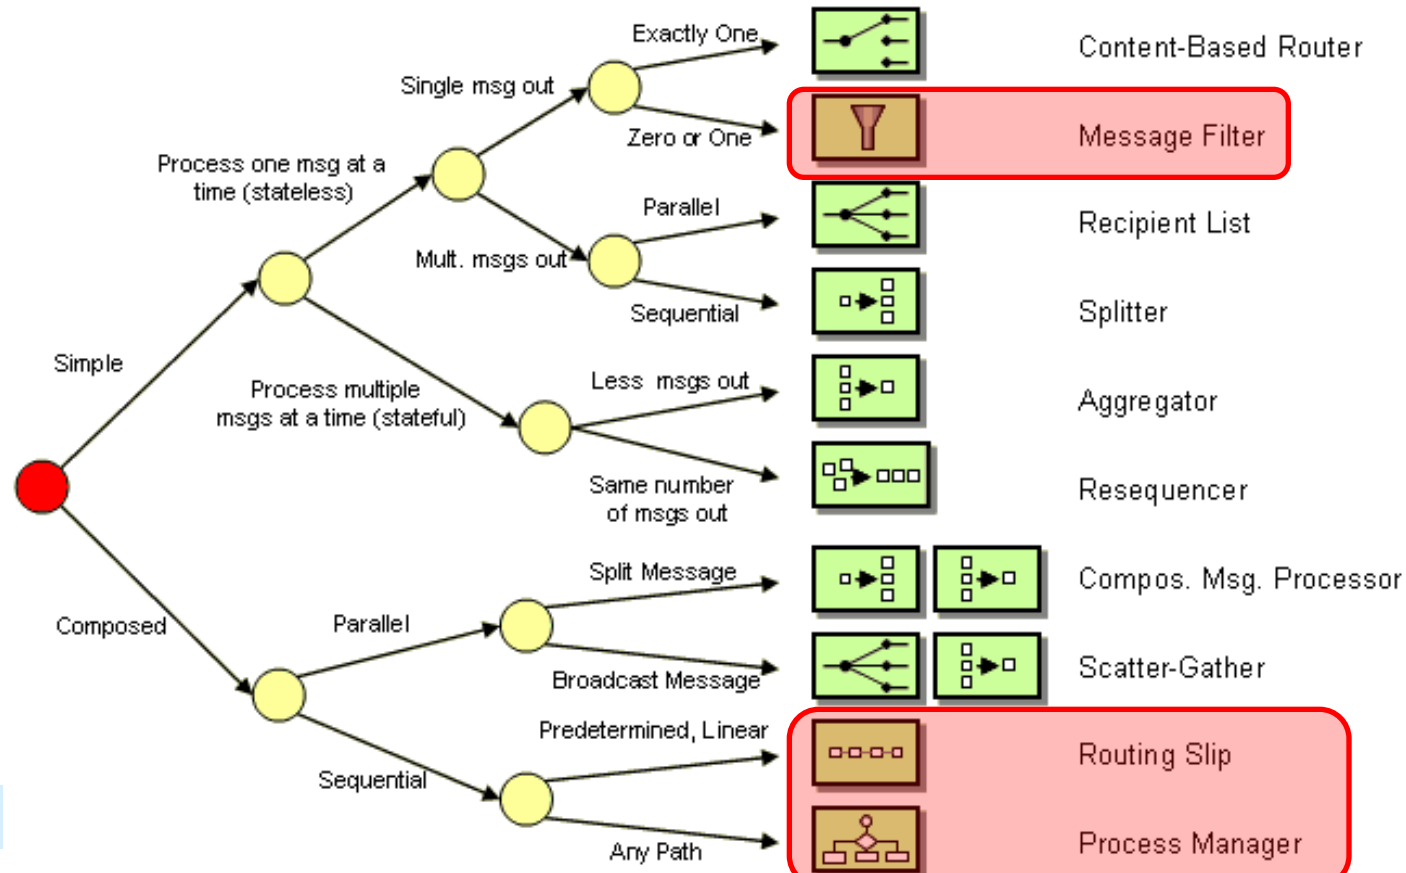 Exactly One
Content-Based Router
Single msg out
Zero or One
Message Filter
Process one msg at a
time (stateless)
Parallel
Recipient List
Mult. msgs out
Sequential
Splitter
Simple
Process multiple
msgs at a time (stateful)
Less msgs out
Aggregator
Same number
of msgs out
Resequencer
Split Message
Compos. Msg. Processor
Composed
Parallel
Broadcast Message
Scatter-Gather
Predetermined, Linear
Routing Slip
Sequential
Any Path
Process Manager